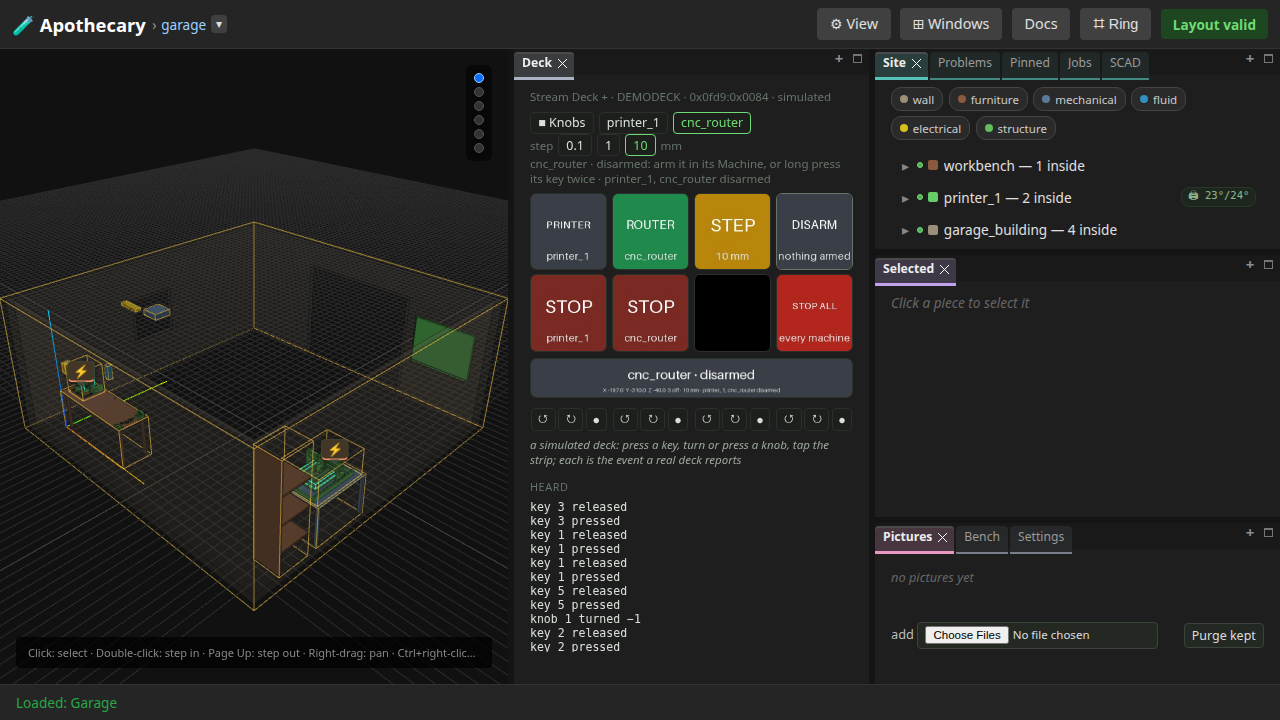 🧪 Apothecary › garage ▾
⚙ View
⊞ Windows
Docs
⌗ Ring
Layout valid
Click: select · Double-click: step in · Page Up: step out · Right-drag: pan · Ctrl+right-clic…
Deck
Stream Deck + · DEMODECK · 0x0fd9:0x0084 · simulated
■ Knobs printer_1 cnc_router
step 0.1 1 10 mm
cnc_router · disarmed: arm it in its Machine, or long press
its key twice · printer_1, cnc_router disarmed
PRINTER ROUTER STEP DISARM
printer_1 cnc_router 10 mm nothing armed
STOP STOP STOP ALL
printer_1 cnc_router every machine
cnc_router · disarmed
a simulated deck: press a key, turn or press a knob, tap the
strip; each is the event a real deck reports
HEARD
key 3 released
key 3 pressed
key 1 released
key 1 pressed
key 1 released
key 1 pressed
key 5 released
key 5 pressed
knob 1 turned −1
key 2 released
key 2 pressed
Site Problems Pinned Jobs SCAD
wall furniture mechanical fluid
electrical structure
workbench — 1 inside
printer_1 — 2 inside 23°/24°
garage_building — 4 inside
Selected
Click a piece to select it
Pictures Bench Settings
no pictures yet
add Choose Files No file chosen Purge kept
Loaded: Garage